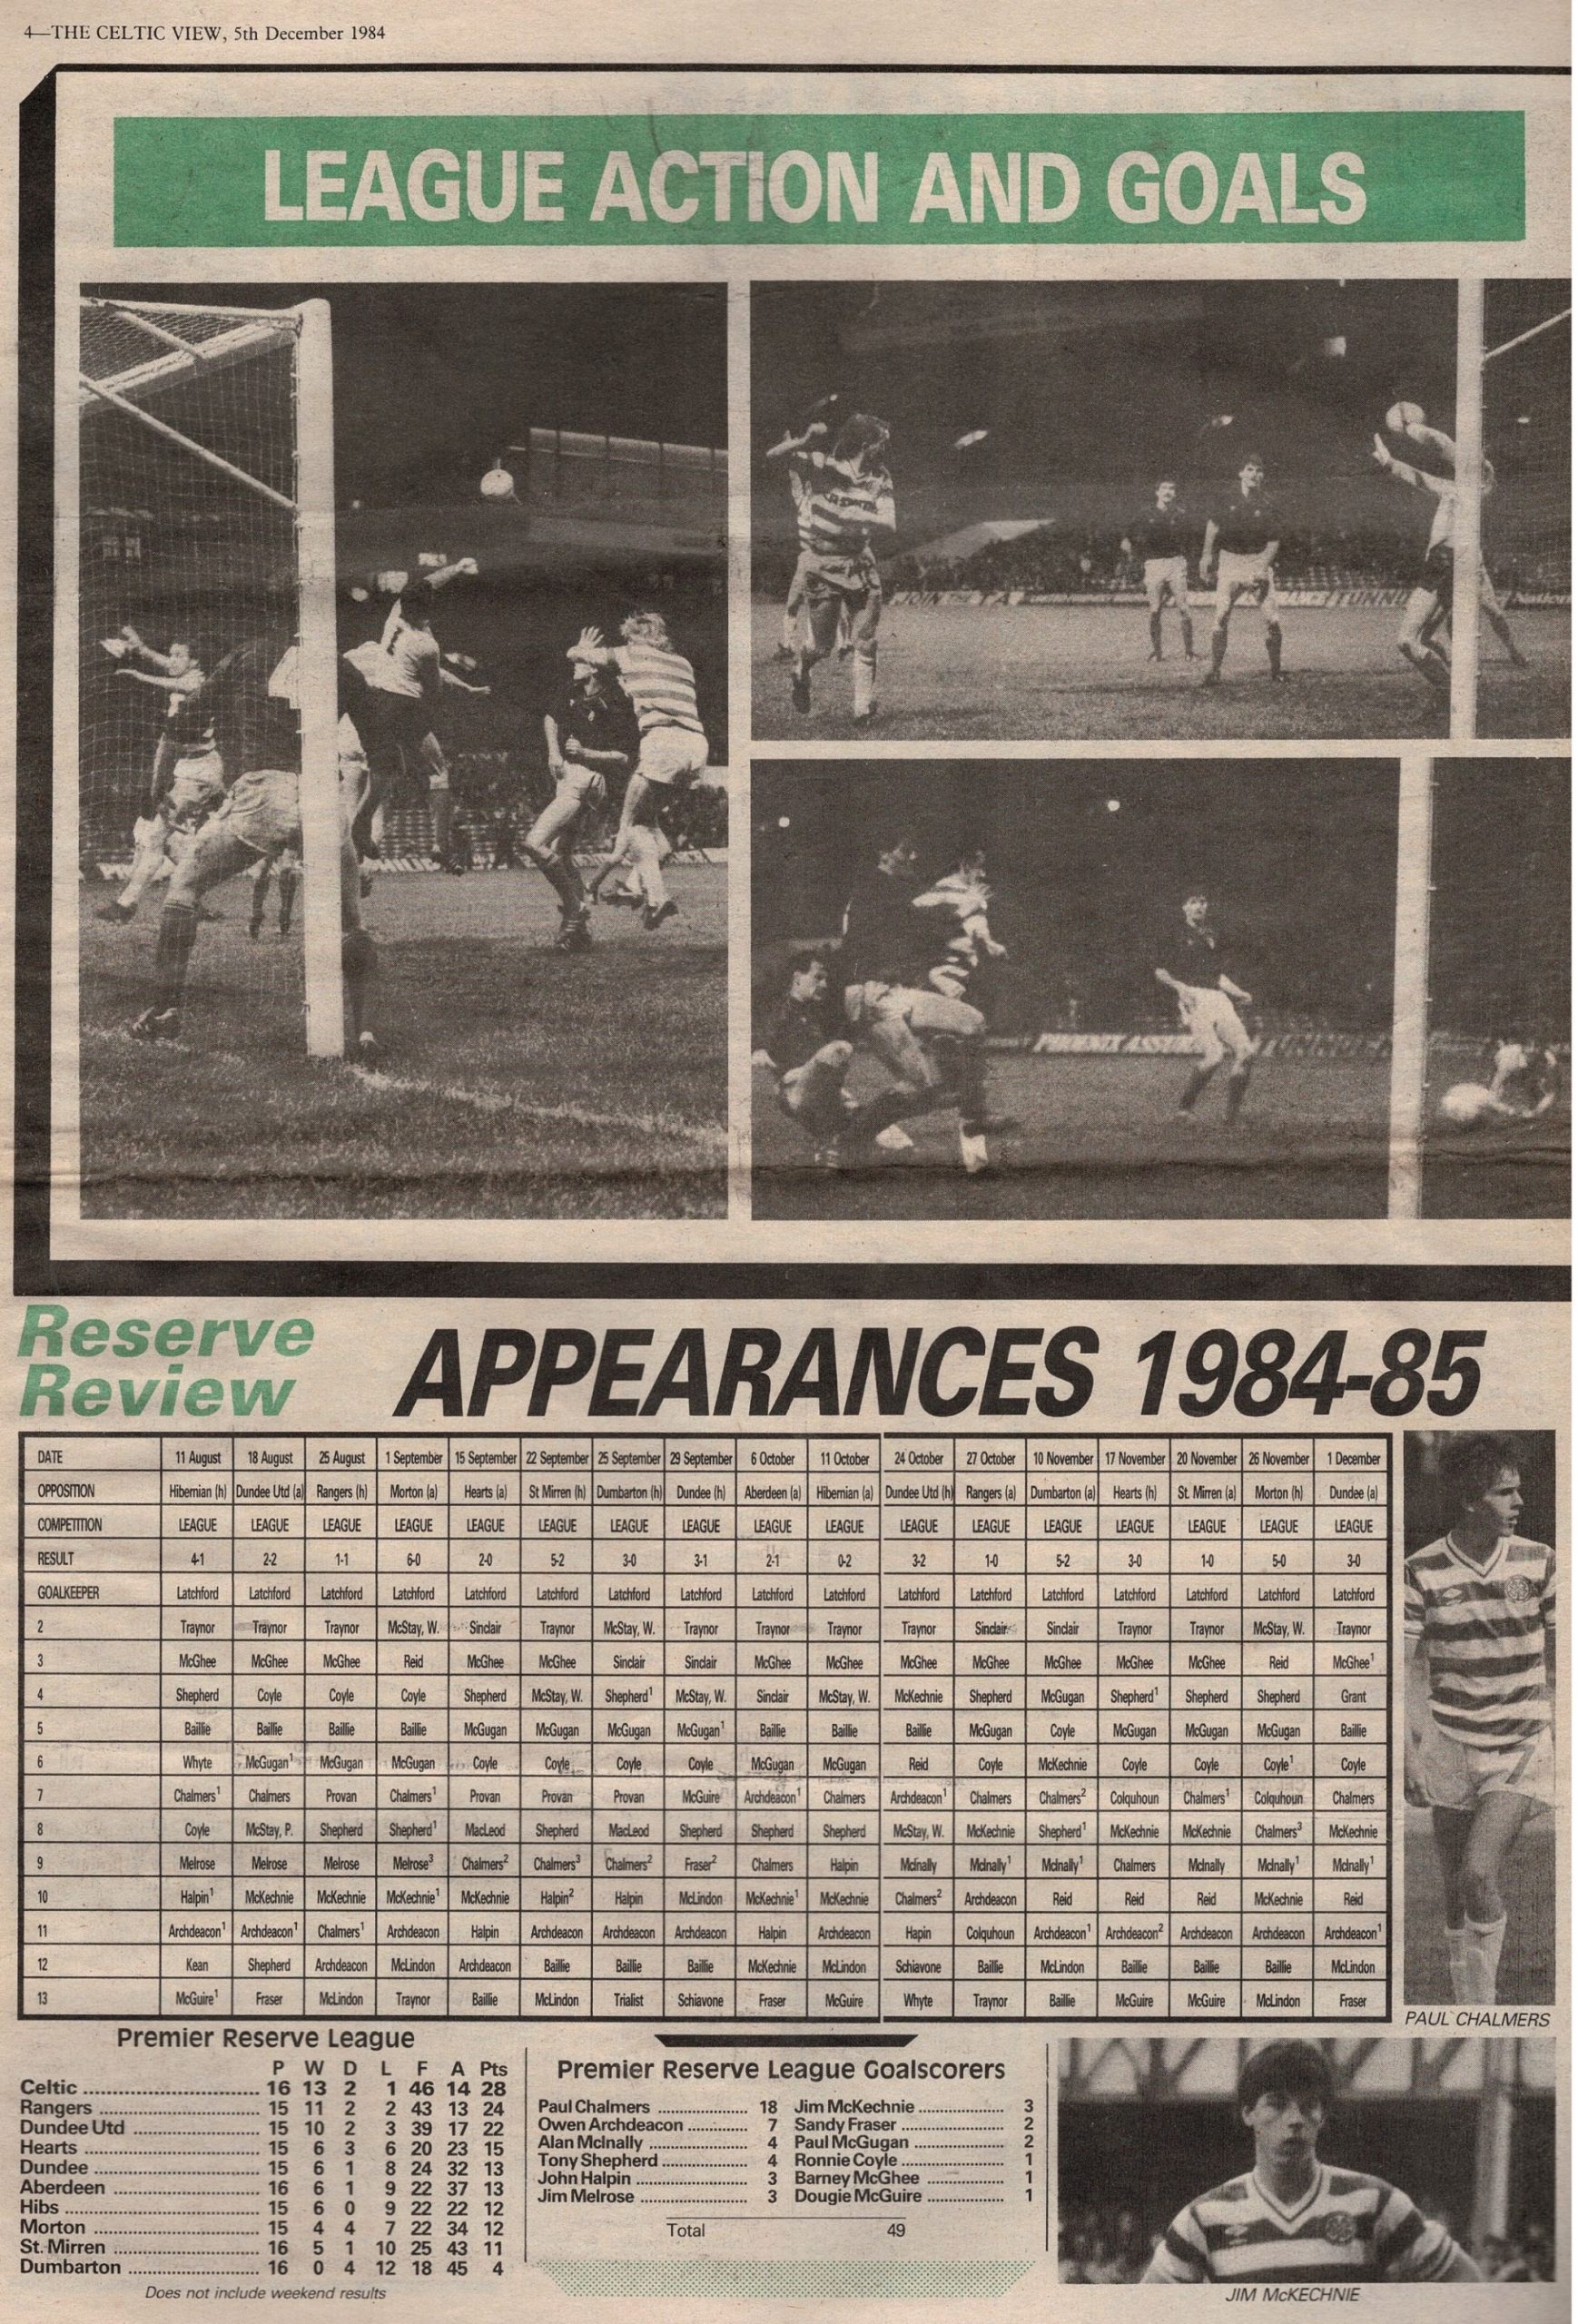 4—THE CELTIC VIEW, 5th December 1984
LEAGUE ACTION AND GOALS
JOIN the T.A.
PHILIPS
PHOENIX ASSUR
Reserve
Review
APPEARANCES 1984-85
DATE 11 August 18 August 25 August 1 September 15 September 22 September 25 September 29 September 6 October 11 October 24 October 27 October 10 November 17 November 20 November 26 November 1 December
OPPOSITION Hibernian (h) Dundee Utd (a) Rangers (h) Morton (a) Hearts (a) St Mirren (h) Dumbarton (h) Dundee (h) Aberdeen (a) Hibernian (a) Dundee Utd (h) Rangers (a) Dumbarton (a) Hearts (h) St. Mirren (a) Morton (h) Dundee (a)
COMPETITION LEAGUE LEAGUE LEAGUE LEAGUE LEAGUE LEAGUE LEAGUE LEAGUE LEAGUE LEAGUE LEAGUE LEAGUE LEAGUE LEAGUE LEAGUE LEAGUE LEAGUE
RESULT 4-1 2-2 1-1 6-0 2-0 5-2 3-0 3-1 2-1 0-2 3-2 1-0 5-2 3-0 1-0 5-0 3-0
GOALKEEPER Latchford Latchford Latchford Latchford Latchford Latchford Latchford Latchford Latchford Latchford Latchford Latchford Latchford Latchford Latchford Latchford Latchford
2 Traynor Traynor Traynor McStay, W. Sinclair Traynor McStay, W. Traynor Traynor Traynor Traynor Sinclair Sinclair Traynor Traynor McStay, W. Traynor
3 McGhee McGhee McGhee Reid McGhee McGhee Sinclair Sinclair McGhee McGhee McGhee McGhee McGhee McGhee McGhee Reid McGhee¹
4 Shepherd Coyle Coyle Coyle Shepherd McStay, W. Shepherd¹ McStay, W. Sinclair McStay, W. McKechnie Shepherd McGugan Shepherd¹ Shepherd Shepherd Grant
5 Baillie Baillie Baillie Baillie McGugan McGugan McGugan McGugan¹ Baillie Baillie Baillie McGugan Coyle McGugan McGugan McGugan Baillie
6 Whyte McGugan¹ McGugan McGugan Coyle Coyle Coyle Coyle McGugan McGugan Reid Coyle McKechnie Coyle Coyle Coyle¹ Coyle
7 Chalmers¹ Chalmers Provan Chalmers¹ Provan Provan Provan McGuire Archdeacon¹ Chalmers Archdeacon¹ Chalmers Chalmers² Colquhoun Chalmers¹ Colquhoun Chalmers
8 Coyle McStay, P. Shepherd Shepherd¹ MacLeod Shepherd MacLeod Shepherd Shepherd Shepherd McStay, W. McKechnie Shepherd¹ McKechnie McKechnie Chalmers³ McKechnie
9 Melrose Melrose Melrose Melrose³ Chalmers² Chalmers³ Chalmers² Fraser² Chalmers Halpin McInally McInally¹ McInally¹ Chalmers McInally McInally¹ McInally¹
10 Halpin¹ McKechnie McKechnie McKechnie¹ McKechnie Halpin² Halpin McLindon McKechnie¹ McKechnie Chalmers² Archdeacon Reid Reid Reid McKechnie Reid
11 Archdeacon¹ Archdeacon¹ Chalmers¹ Archdeacon Halpin Archdeacon Archdeacon Archdeacon Halpin Archdeacon Hapin Colquhoun Archdeacon¹ Archdeacon² Archdeacon Archdeacon Archdeacon¹
12 Kean Shepherd Archdeacon McLindon Archdeacon Baillie Baillie Baillie McKechnie McLindon Schiavone Baillie McLindon Baillie Baillie Baillie McLindon
13 McGuire¹ Fraser McLindon Traynor Baillie McLindon Trialist Schiavone Fraser McGuire Whyte Traynor Baillie McGuire McGuire McLindon Fraser
PAUL CHALMERS
Premier Reserve League
P W D L F A Pts
Celtic 16 13 2 1 46 14 28
Rangers 15 11 2 2 43 13 24
Dundee Utd 15 10 2 3 39 17 22
Hearts 15 6 3 6 20 23 15
Dundee 15 6 1 8 24 32 13
Aberdeen 16 6 1 9 22 37 13
Hibs 15 6 0 9 22 22 12
Morton 15 4 4 7 22 34 12
St. Mirren 16 5 1 10 25 43 11
Dumbarton 16 0 4 12 18 45 4
Does not include weekend results
Premier Reserve League Goalscorers
Paul Chalmers 18 Jim McKechnie 3
Owen Archdeacon 7 Sandy Fraser 2
Alan McInally 4 Paul McGugan 2
Tony Shepherd 4 Ronnie Coyle 1
John Halpin 3 Barney McGhee 1
Jim Melrose 3 Dougie McGuire 1
Total 49
JIM McKECHNIE